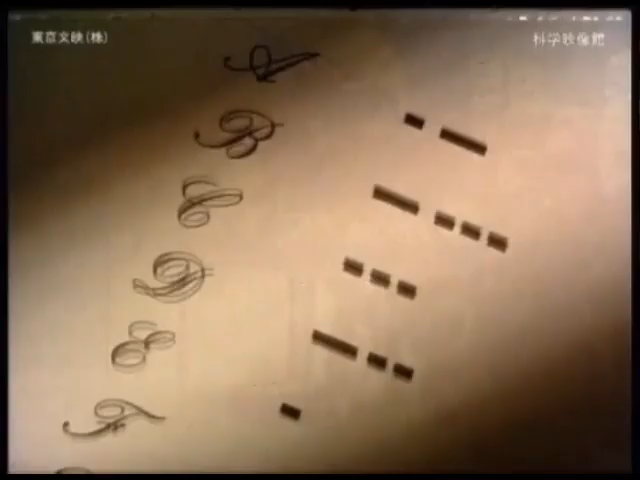 東京文映(株)
科学映像館
A · —
B — · · ·
C · · ·
D — · ·
E ·
F